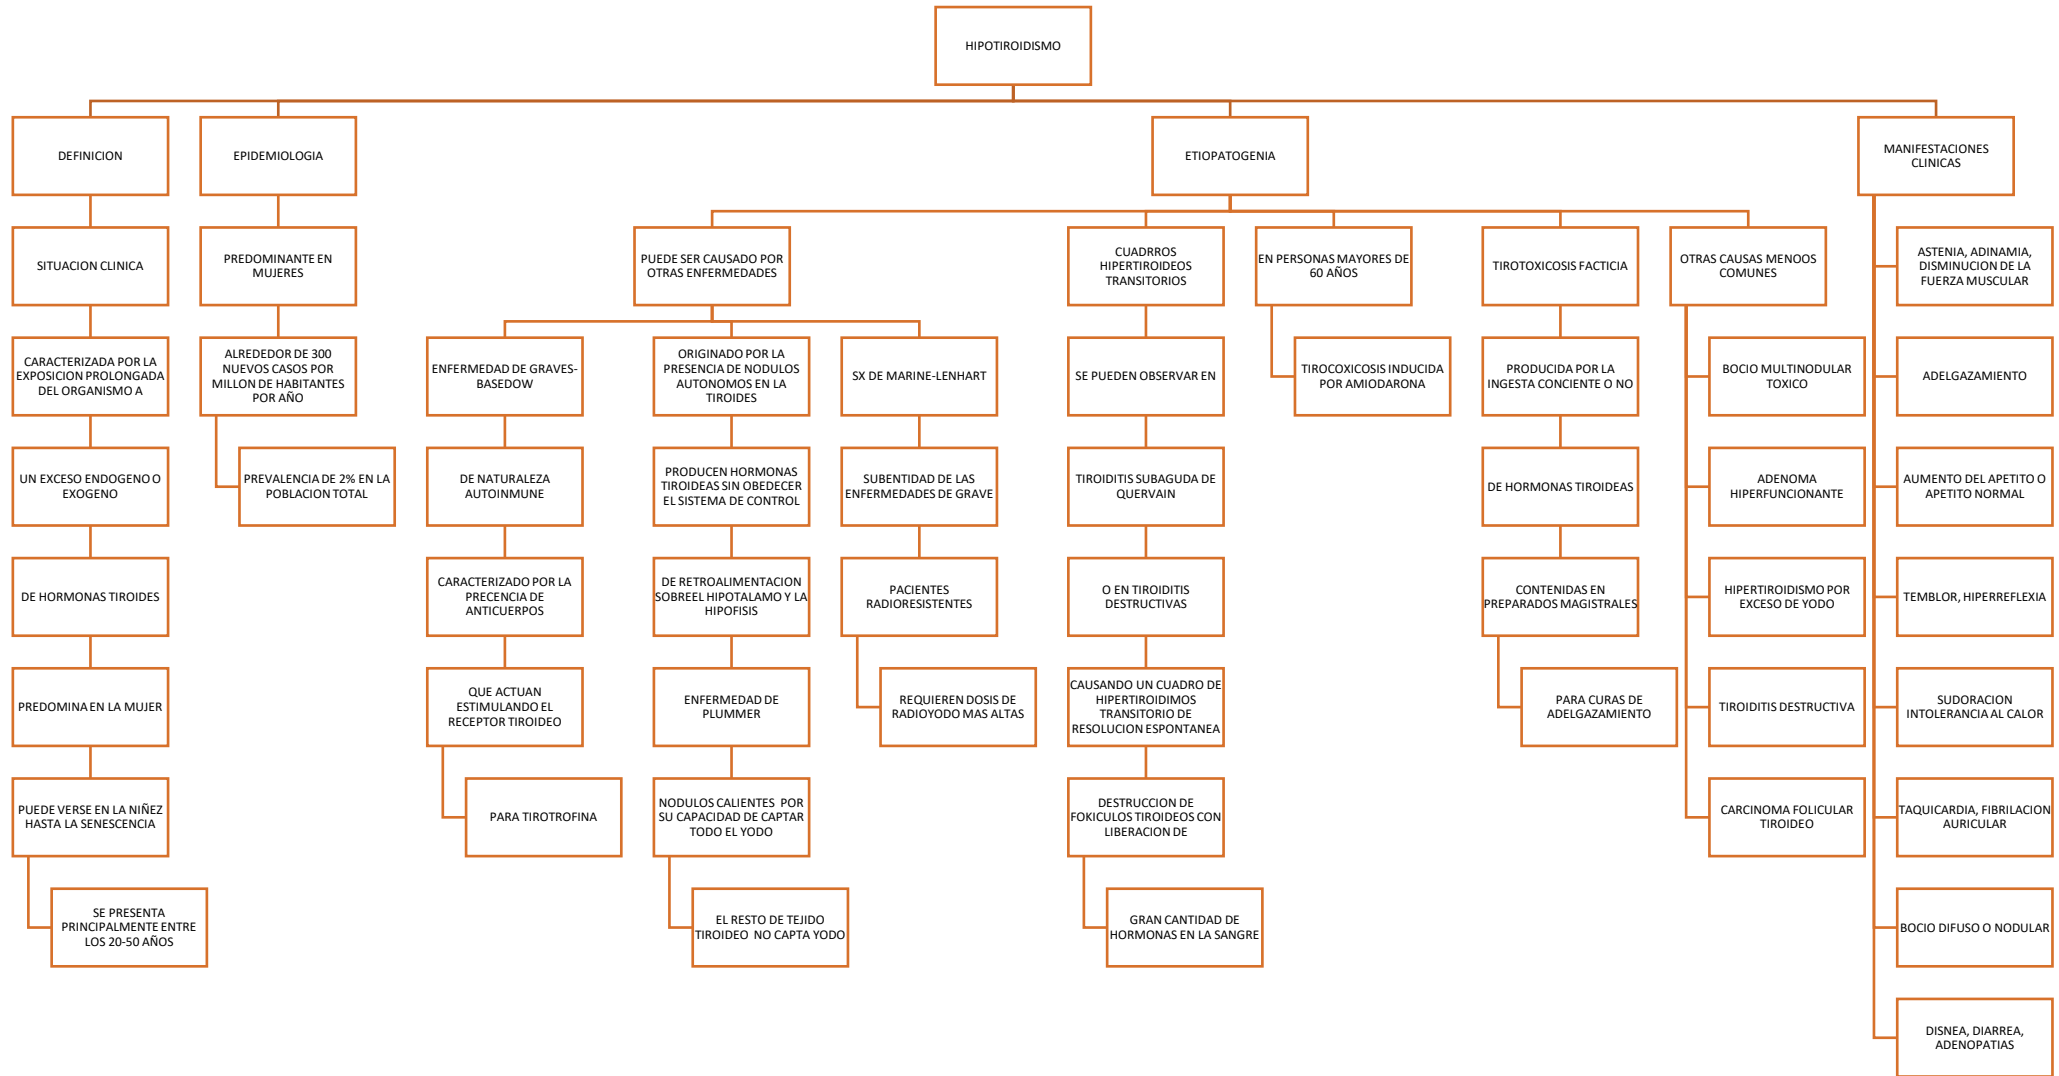 HIPOTIROIDISMO
DEFINICION
SITUACION CLINICA
CARACTERIZADA POR LA
EXPOSICION PROLONGADA
DEL ORGANISMO A
UN EXCESO ENDOGENO O
EXOGENO
DE HORMONAS TIROIDES
PREDOMINA EN LA MUJER
PUEDE VERSE EN LA NIÑEZ
HASTA LA SENESCENCIA
SE PRESENTA
PRINCIPALMENTE ENTRE
LOS 20-50 AÑOS
EPIDEMIOLOGIA
PREDOMINANTE EN
MUJERES
ALREDEDOR DE 300
NUEVOS CASOS POR
MILLON DE HABITANTES
POR AÑO
PREVALENCIA DE 2% EN LA
POBLACION TOTAL
ETIOPATOGENIA
PUEDE SER CAUSADO POR
OTRAS ENFERMEDADES
ENFERMEDAD DE GRAVES-
BASEDOW
DE NATURALEZA
AUTOINMUNE
CARACTERIZADO POR LA
PRECENCIA DE
ANTICUERPOS
QUE ACTUAN
ESTIMULANDO EL
RECEPTOR TIROIDEO
PARA TIROTROFINA
ORIGINADO POR LA
PRESENCIA DE NODULOS
AUTONOMOS EN LA
TIROIDES
PRODUCEN HORMONAS
TIROIDEAS SIN OBEDECER
EL SISTEMA DE CONTROL
DE RETROALIMENTACION
SOBREEL HIPOTALAMO Y LA
HIPOFISIS
ENFERMEDAD DE
PLUMMER
NODULOS CALIENTES POR
SU CAPACIDAD DE CAPTAR
TODO EL YODO
EL RESTO DE TEJIDO
TIROIDEO NO CAPTA YODO
SX DE MARINE-LENHART
SUBENTIDAD DE LAS
ENFERMEDADES DE GRAVE
PACIENTES
RADIORESISTENTES
REQUIEREN DOSIS DE
RADIOYODO MAS ALTAS
CUADRROS
HIPERTIROIDEOS
TRANSITORIOS
SE PUEDEN OBSERVAR EN
TIROIDITIS SUBAGUDA DE
QUERVAIN
O EN TIROIDITIS
DESTRUCTIVAS
CAUSANDO UN CUADRO DE
HIPERTIROIDIMOS
TRANSITORIO DE
RESOLUCION ESPONTANEA
DESTRUCCION DE
FOKICULOS TIROIDEOS CON
LIBERACION DE
GRAN CANTIDAD DE
HORMONAS EN LA SANGRE
EN PERSONAS MAYORES DE
60 AÑOS
TIROCOXICOSIS INDUCIDA
POR AMIODARONA
TIROTOXICOSIS FACTICIA
PRODUCIDA POR LA
INGESTA CONCIENTE O NO
DE HORMONAS TIROIDEAS
CONTENIDAS EN
PREPARADOS MAGISTRALES
PARA CURAS DE
ADELGAZAMIENTO
OTRAS CAUSAS MENOOS
COMUNES
BOCIO MULTINODULAR
TOXICO
ADENOMA
HIPERFUNCIONANTE
HIPERTIROIDISMO POR
EXCESO DE YODO
TIROIDITIS DESTRUCTIVA
CARCINOMA FOLICULAR
TIROIDEO
MANIFESTACIONES
CLINICAS
ASTENIA, ADINAMIA,
DISMINUCION DE LA
FUERZA MUSCULAR
ADELGAZAMIENTO
AUMENTO DEL APETITO O
APETITO NORMAL
TEMBLOR, HIPERREFLEXIA
SUDORACION
INTOLERANCIA AL CALOR
TAQUICARDIA, FIBRILACION
AURICULAR
BOCIO DIFUSO O NODULAR
DISNEA, DIARREA,
ADENOPATIAS